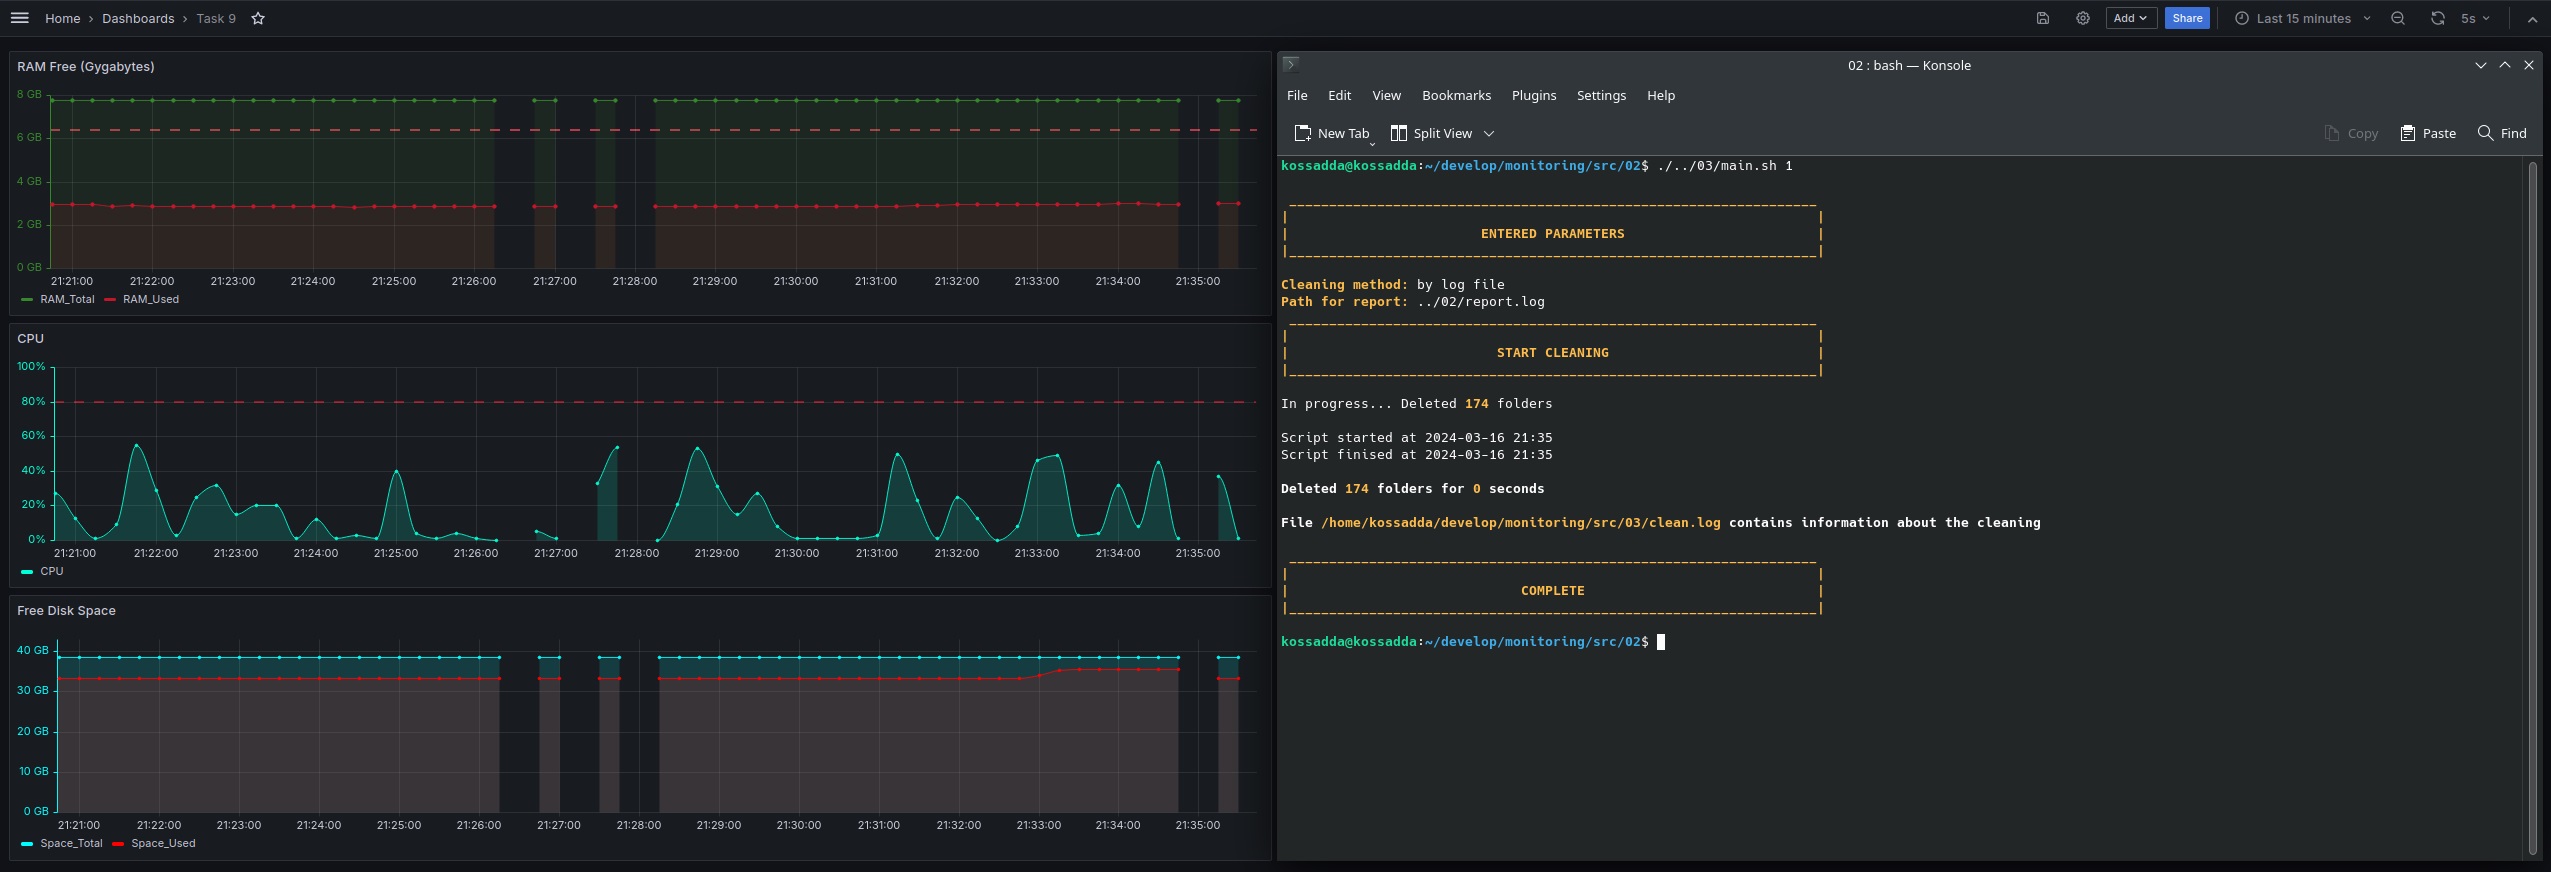 Home › Dashboards › Task 9
Add
Share
Last 15 minutes
5s
RAM Free (Gygabytes)
8 GB
6 GB
4 GB
2 GB
0 GB
21:21:00 21:22:00 21:23:00 21:24:00 21:25:00 21:26:00 21:27:00 21:28:00 21:29:00 21:30:00 21:31:00 21:32:00 21:33:00 21:34:00 21:35:00
RAM_Total RAM_Used
CPU
100%
80%
60%
40%
20%
0%
21:21:00 21:22:00 21:23:00 21:24:00 21:25:00 21:26:00 21:27:00 21:28:00 21:29:00 21:30:00 21:31:00 21:32:00 21:33:00 21:34:00 21:35:00
CPU
Free Disk Space
40 GB
30 GB
20 GB
10 GB
0 GB
21:21:00 21:22:00 21:23:00 21:24:00 21:25:00 21:26:00 21:27:00 21:28:00 21:29:00 21:30:00 21:31:00 21:32:00 21:33:00 21:34:00 21:35:00
Space_Total Space_Used
02 : bash — Konsole
File Edit View Bookmarks Plugins Settings Help
New Tab Split View Copy Paste Find
kossadda@kossadda:~/develop/monitoring/src/02$ ./../03/main.sh 1
ENTERED PARAMETERS
Cleaning method: by log file
Path for report: ../02/report.log
START CLEANING
In progress... Deleted 174 folders
Script started at 2024-03-16 21:35
Script finised at 2024-03-16 21:35
Deleted 174 folders for 0 seconds
File /home/kossadda/develop/monitoring/src/03/clean.log contains information about the cleaning
COMPLETE
kossadda@kossadda:~/develop/monitoring/src/02$